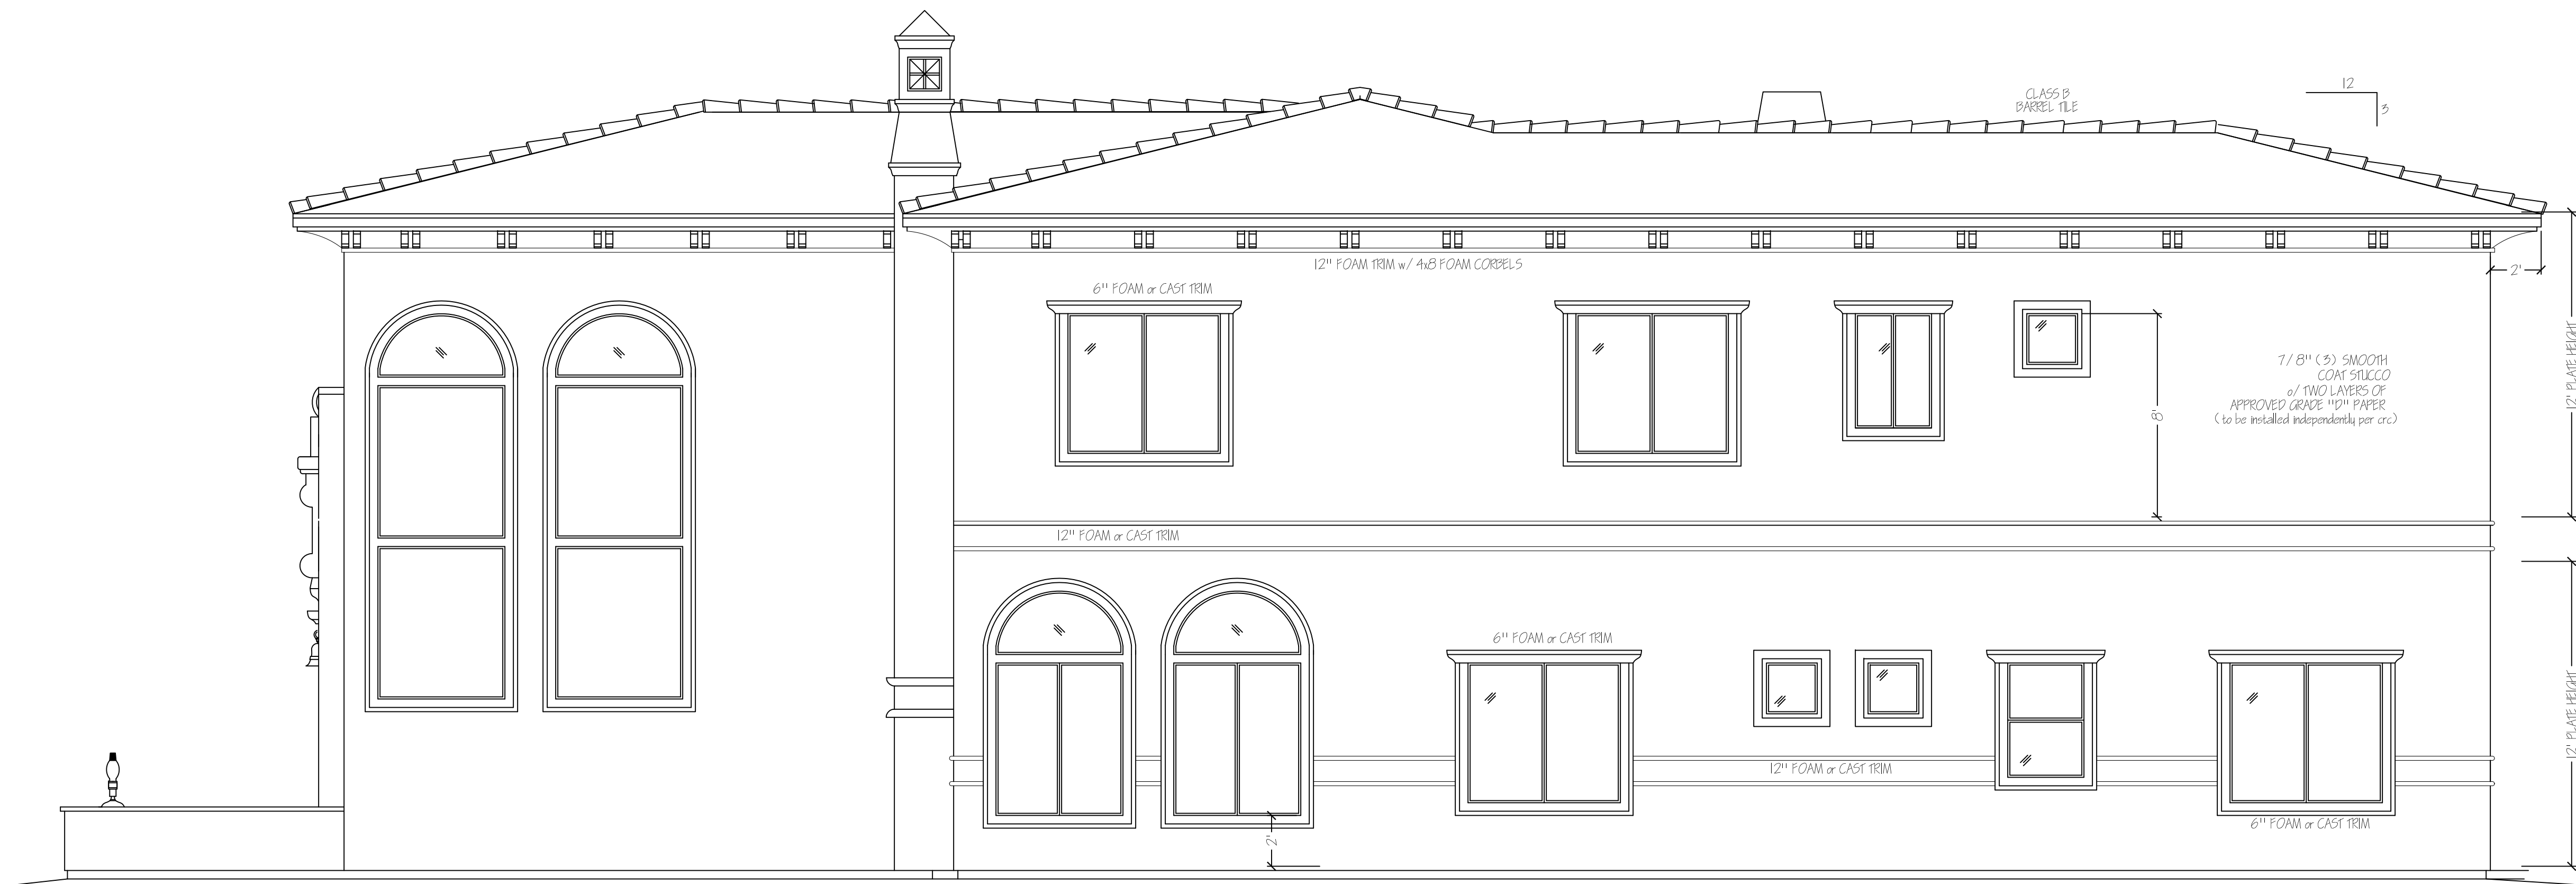 12
CLASS B
BARREL TILE
3
12" FOAM TRIM w/ 4x8 FOAM CORBELS
2'
6" FOAM or CAST TRIM
12' PLATE HEIGHT
7/8" (3) SMOOTH
COAT STUCCO
o/ TWO LAYERS OF
APPROVED GRADE "D" PAPER
(to be installed independently per crc)
8'
12" FOAM or CAST TRIM
6" FOAM or CAST TRIM
12' PLATE HEIGHT
12" FOAM or CAST TRIM
6" FOAM or CAST TRIM
2'